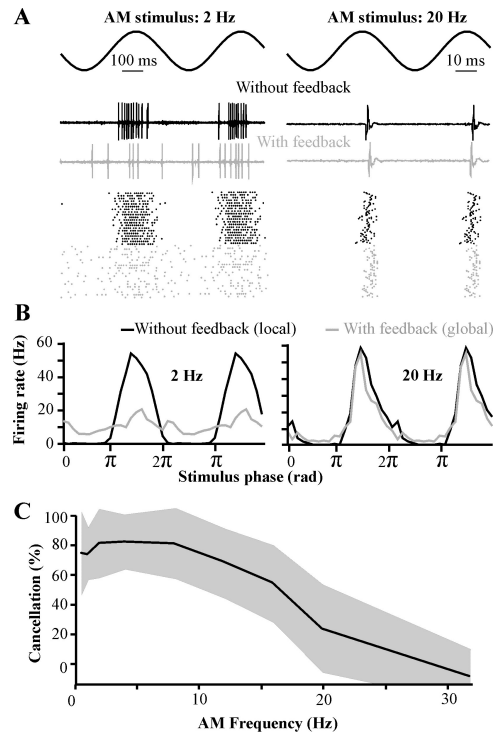 A
AM stimulus: 2 Hz
AM stimulus: 20 Hz
100 ms
10 ms
Without feedback
With feedback
B
Without feedback (local)
With feedback (global)
Firing rate (Hz)
60
40
20
0
2 Hz
20 Hz
0 π 2π π
0 π 2π π
Stimulus phase (rad)
C
Cancellation (%)
100
80
60
40
20
0
0 10 20 30
AM Frequency (Hz)